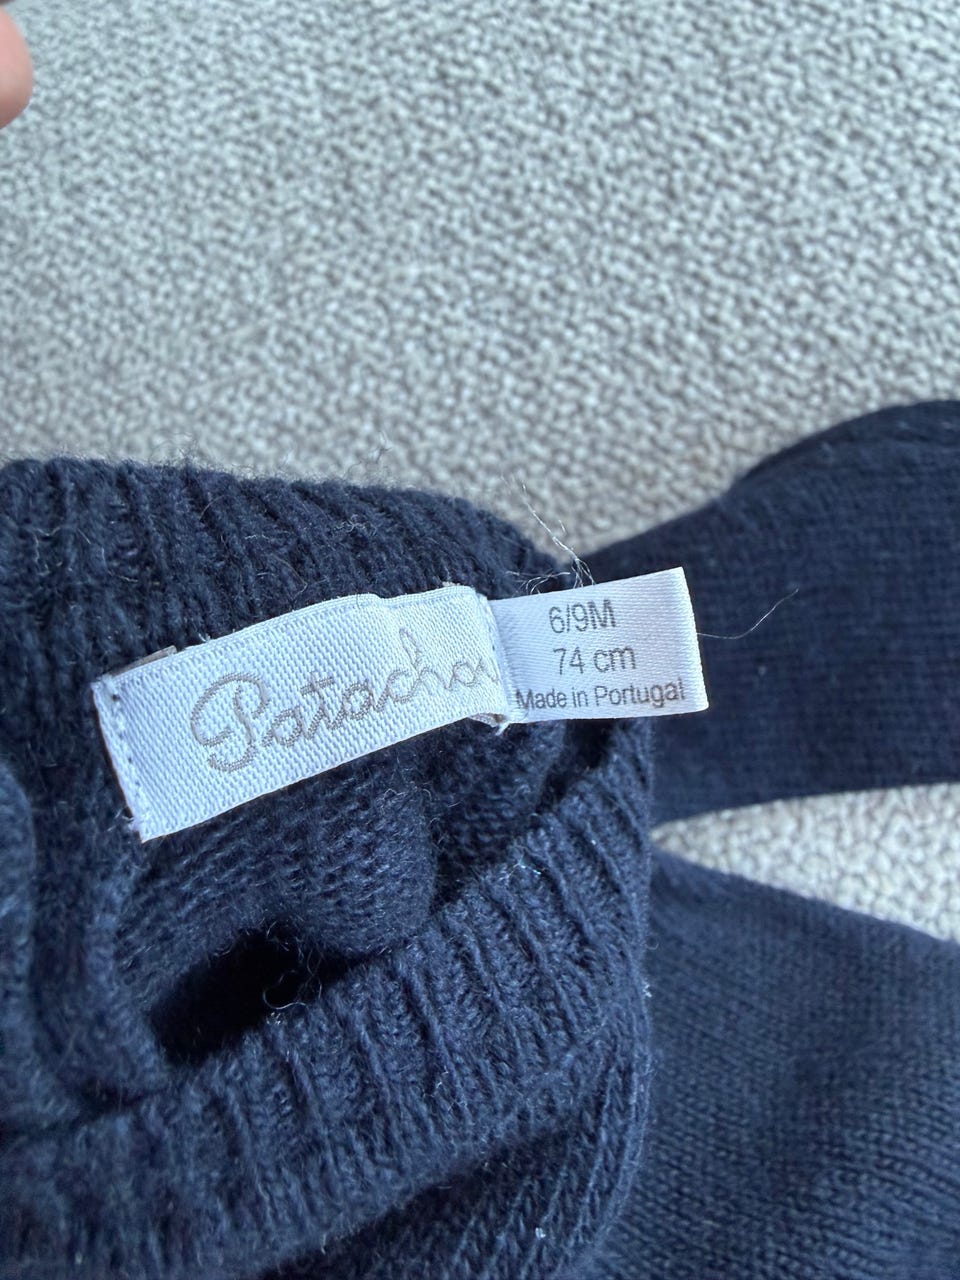 Patachou
6/9M
74 cm
Made in Portugal